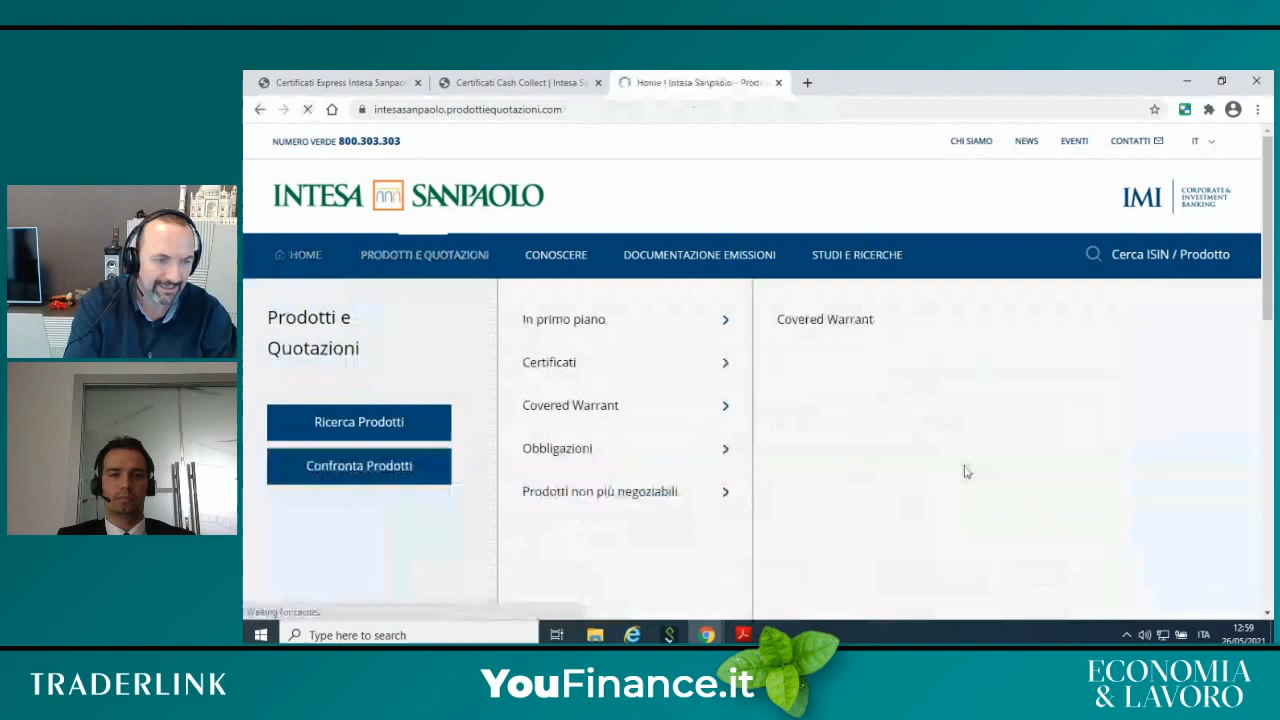 Certificati Express Intesa Sanpao
Certificati Cash Collect | Intesa S
Home | Intesa Sanpaolo - Prodo
intesasanpaolo.prodottiequotazioni.com/
NUMERO VERDE 800.303.303
CHI SIAMO
NEWS
EVENTI
CONTATTI
IT
INTESA SANPAOLO
IMI
CORPORATE &
INVESTMENT
BANKING
HOME
PRODOTTI E QUOTAZIONI
CONOSCERE
DOCUMENTAZIONE EMISSIONI
STUDI E RICERCHE
Cerca ISIN / Prodotto
Prodotti e
Quotazioni
Ricerca Prodotti
Confronta Prodotti
In primo piano
Certificati
Covered Warrant
Obbligazioni
Prodotti non più negoziabili
Covered Warrant
Waiting for cache...
Type here to search
ITA
12:59
26/05/2021
TRADERLINK
YouFinance.it
ECONOMIA
& LAVORO